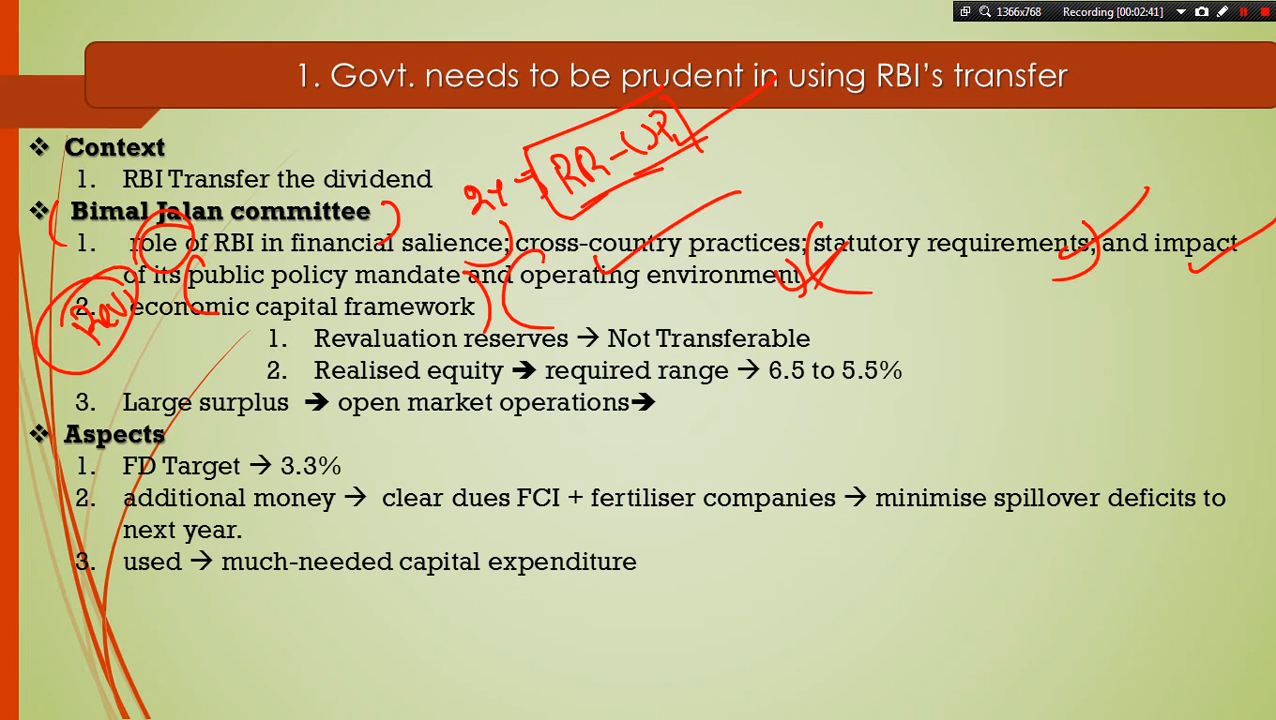 1366x768 Recording [00:02:41]
1. Govt. needs to be prudent in using RBI's transfer
❖ Context
1. RBI Transfer the dividend
❖ Bimal Jalan committee
1. role of RBI in financial salience; cross-country practices; statutory requirements; and impact
of its public policy mandate and operating environment
2. economic capital framework
1. Revaluation reserves → Not Transferable
2. Realised equity → required range → 6.5 to 5.5%
3. Large surplus → open market operations→
❖ Aspects
1. FD Target → 3.3%
2. additional money → clear dues FCI + fertiliser companies → minimise spillover deficits to
next year.
3. used → much-needed capital expenditure